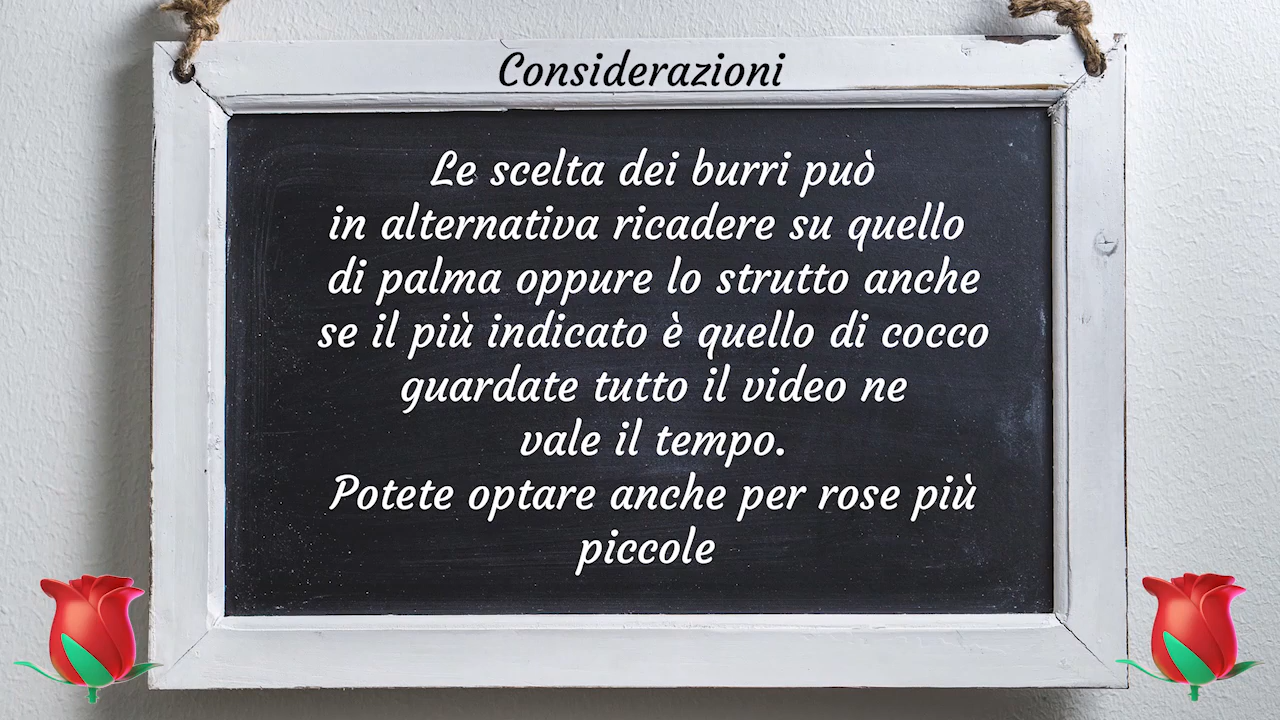 Considerazioni
Le scelta dei burri può
in alternativa ricadere su quello
di palma oppure lo strutto anche
se il più indicato è quello di cocco
guardate tutto il video ne
vale il tempo.
Potete optare anche per rose più
piccole